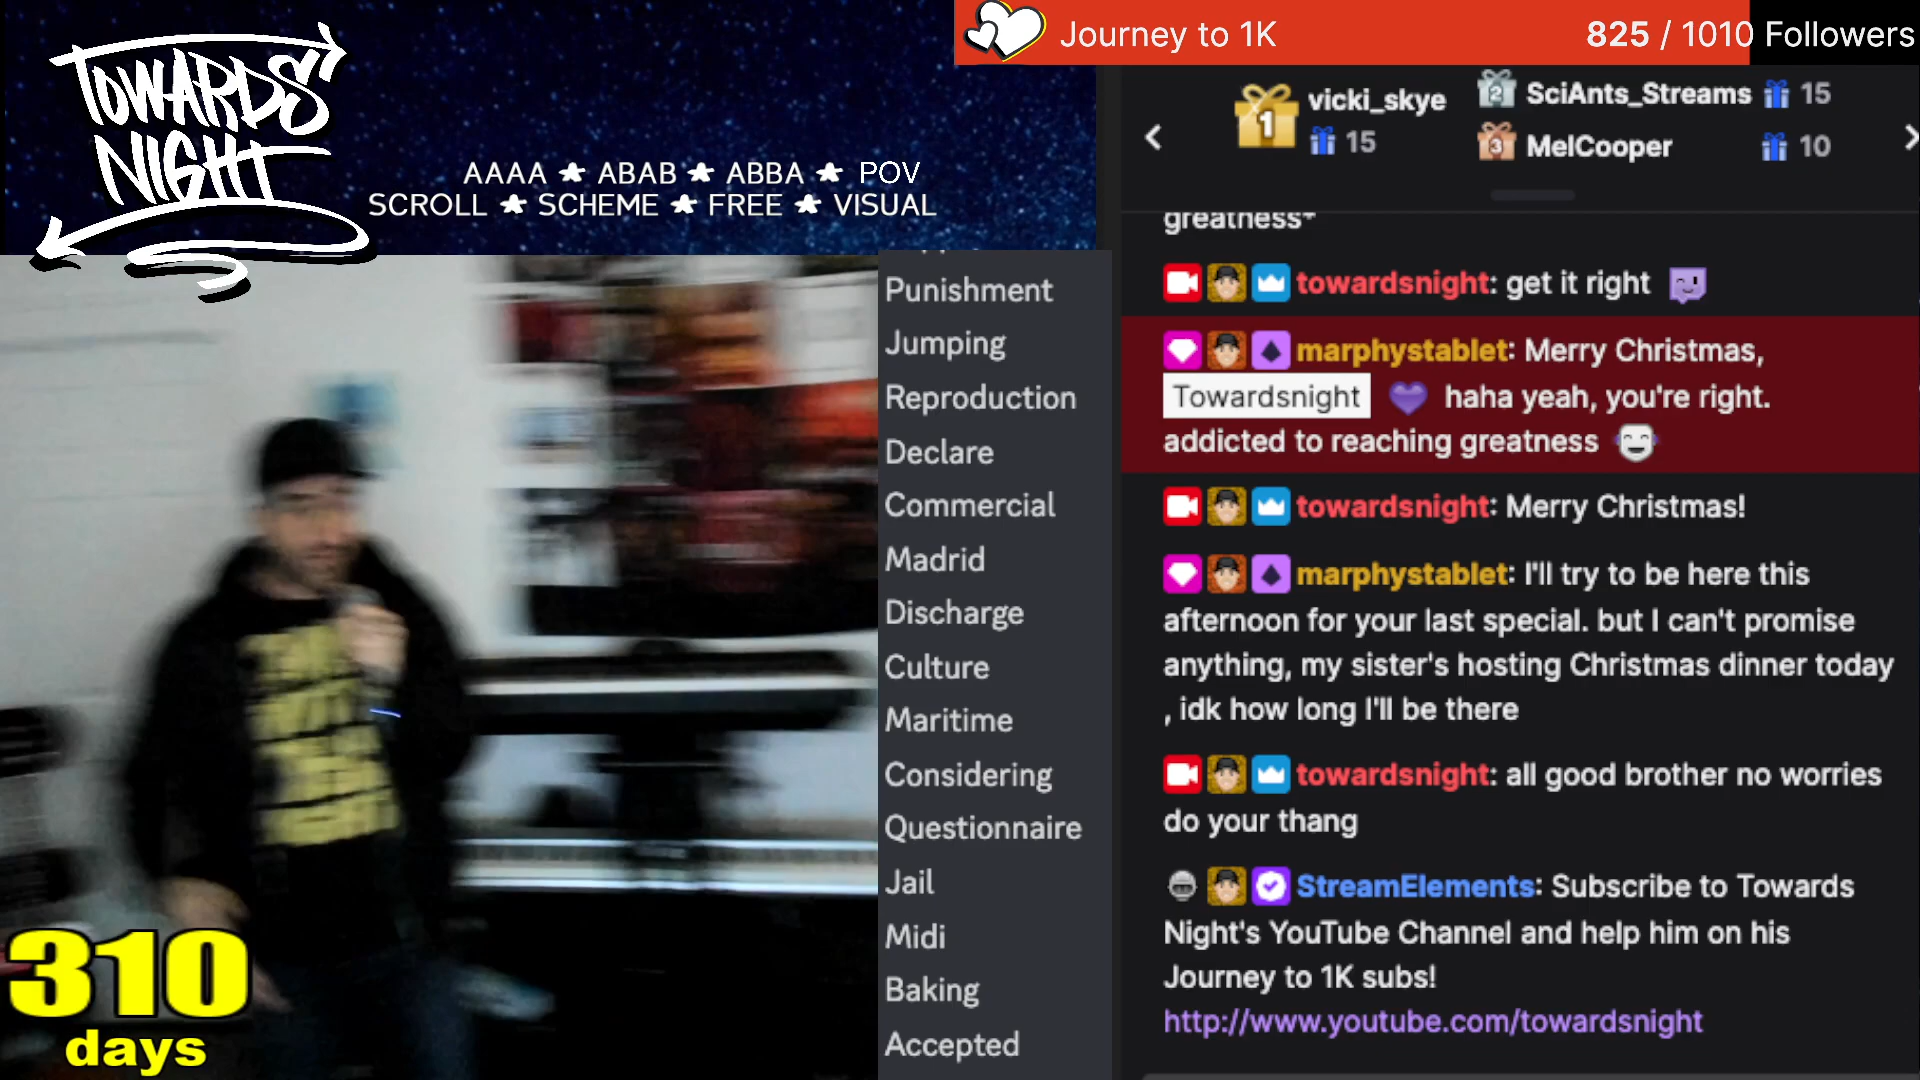 TOWARDS
NIGHT
AAAA ★ ABAB ★ ABBA ★ POV
SCROLL ★ SCHEME ★ FREE ★ VISUAL
Journey to 1K
825 / 1010 Followers
1
vicki_skye
15
2
SciAnts_Streams
15
3
MelCooper
10
Punishment
Jumping
Reproduction
Declare
Commercial
Madrid
Discharge
Culture
Maritime
Considering
Questionnaire
Jail
Midi
Baking
Accepted
greatness*
towardsnight: get it right
marphystablet: Merry Christmas,
Towardsnight 💜 haha yeah, you're right.
addicted to reaching greatness
towardsnight: Merry Christmas!
marphystablet: I'll try to be here this
afternoon for your last special. but I can't promise
anything, my sister's hosting Christmas dinner today
, idk how long I'll be there
towardsnight: all good brother no worries
do your thang
StreamElements: Subscribe to Towards
Night's YouTube Channel and help him on his
Journey to 1K subs!
http://www.youtube.com/towardsnight
310
days